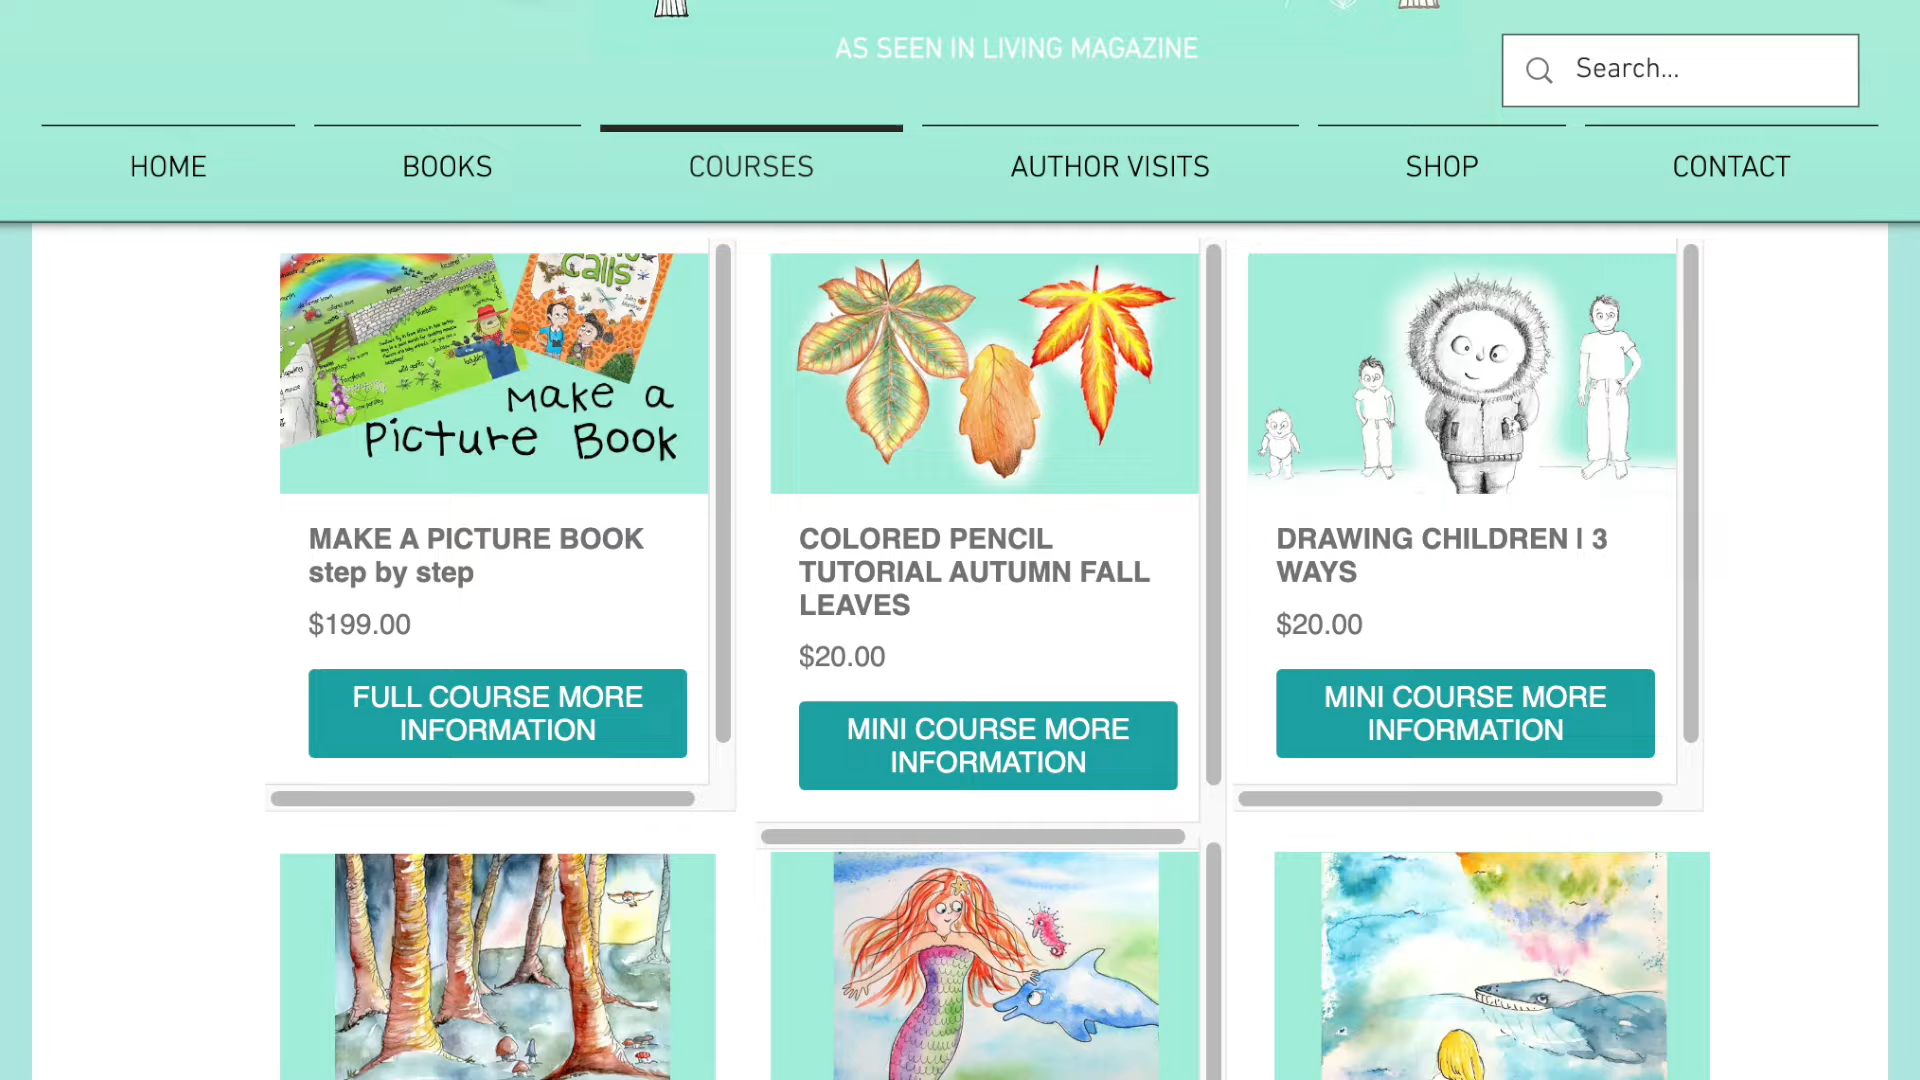 AS SEEN IN LIVING MAGAZINE
Search...
HOME
BOOKS
COURSES
AUTHOR VISITS
SHOP
CONTACT
Calls
Make a
Picture Book
MAKE A PICTURE BOOK
step by step
$199.00
FULL COURSE MORE
INFORMATION
COLORED PENCIL
TUTORIAL AUTUMN FALL
LEAVES
$20.00
MINI COURSE MORE
INFORMATION
DRAWING CHILDREN | 3
WAYS
$20.00
MINI COURSE MORE
INFORMATION